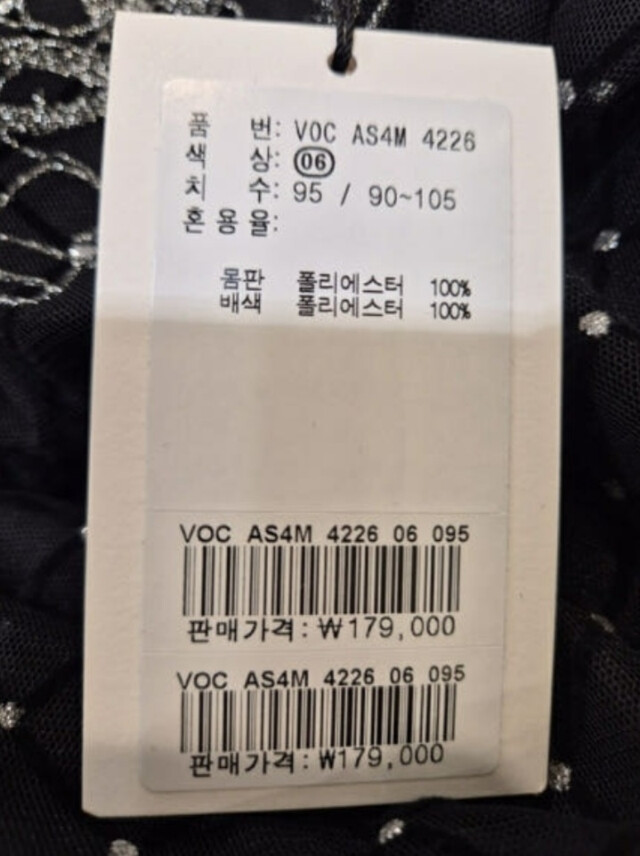 품 번: VOC AS4M 4226
색 상: 06
치 수: 95 / 90~105
혼 용 율:
몸판 폴리에스터 100%
배색 폴리에스터 100%
VOC AS4M 4226 06 095
판매가격: ₩179,000
VOC AS4M 4226 06 095
판매가격: ₩179,000